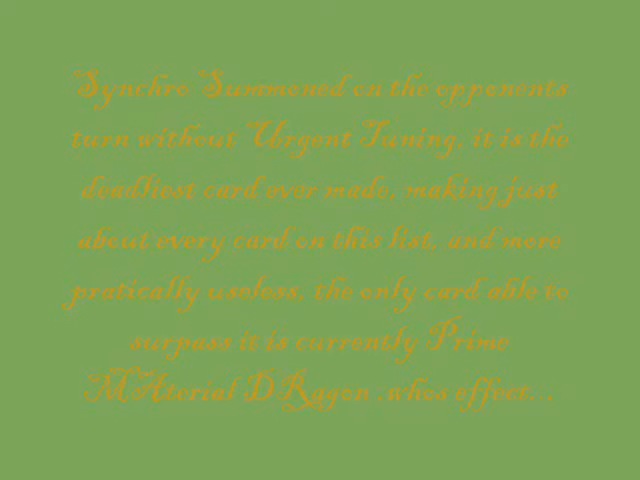 Synchro Summoned on the opponents
turn without Urgent Tuning, it is the
deadliest card ever made, making just
about every card on this list, and more
pratically useless, the only card able to
surpass it is currently Prime
MAterial DRagon .whos effect...